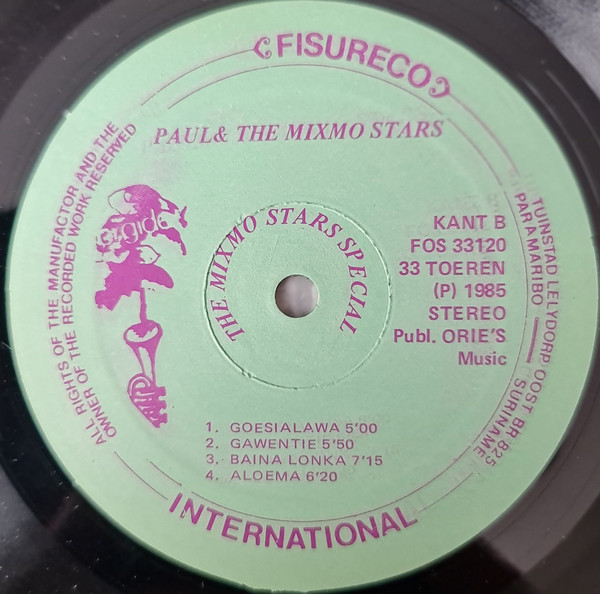 FISURECO
PAUL & THE MIXMO STARS
THE MIXMO STARS SPECIAL
KANT B
FOS 33120
33 TOEREN
(P) 1985
STEREO
Publ. ORIE'S
Music
1. GOESIALAWA 5'00
2. GAWENTIE 5'50
3. BAINA LONKA 7'15
4. ALOEMA 6'20
INTERNATIONAL
ALL RIGHTS OF THE MANUFACTOR AND THE
OWNER OF THE RECORDED WORK RESERVED
TUINSTAD LELYDORP OOST BR 825
PARAMARIBO — SURINAME